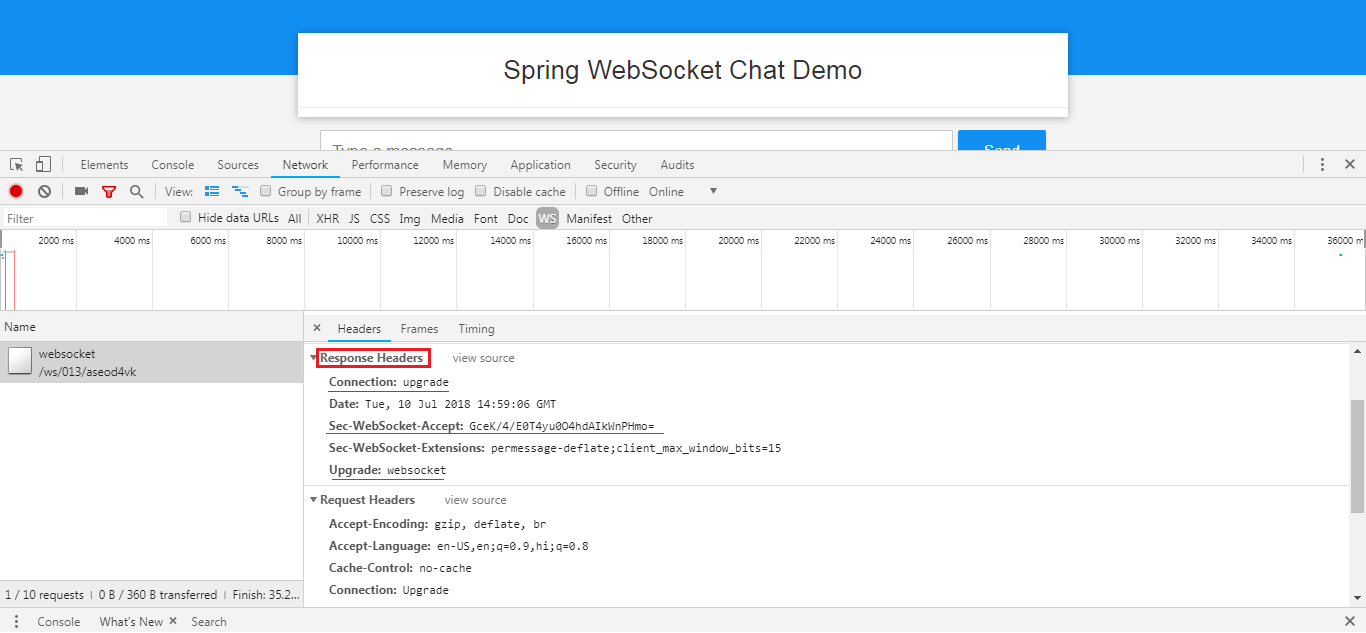 Spring WebSocket Chat Demo
Type a message
Send
Elements Console Sources Network Performance Memory Application Security Audits
View: Group by frame Preserve log Disable cache Offline Online
Filter Hide data URLs All XHR JS CSS Img Media Font Doc WS Manifest Other
2000 ms 4000 ms 6000 ms 8000 ms 10000 ms 12000 ms 14000 ms 16000 ms 18000 ms 20000 ms 22000 ms 24000 ms 26000 ms 28000 ms 30000 ms 32000 ms 34000 ms 36000 m
Name
websocket
/ws/013/aseod4vk
Headers Frames Timing
Response Headers view source
Connection: upgrade
Date: Tue, 10 Jul 2018 14:59:06 GMT
Sec-WebSocket-Accept: GceK/4/E0T4yu0O4hdAIkWnPHmo=
Sec-WebSocket-Extensions: permessage-deflate;client_max_window_bits=15
Upgrade: websocket
Request Headers view source
Accept-Encoding: gzip, deflate, br
Accept-Language: en-US,en;q=0.9,hi;q=0.8
Cache-Control: no-cache
Connection: Upgrade
1 / 10 requests | 0 B / 360 B transferred | Finish: 35.2...
Console What's New Search